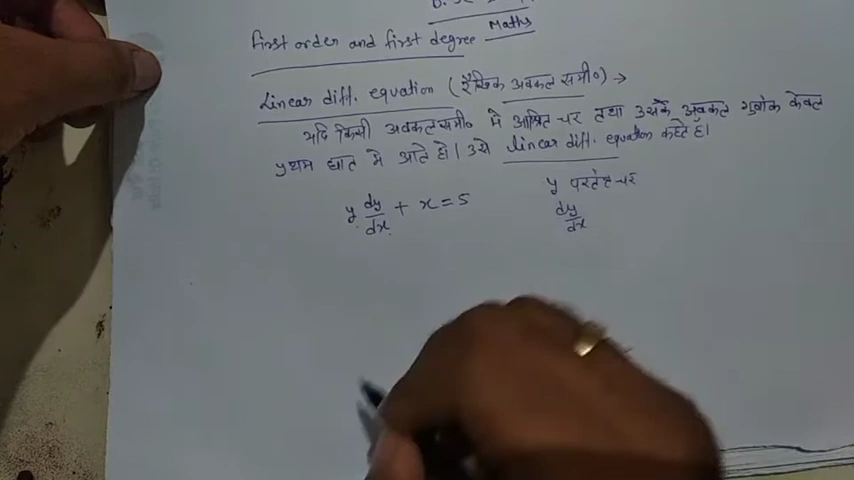 Maths
First order and first degree
Linear diff. equation (रैखिक अवकल समी०) →
यदि किसी अवकल समी० मे आश्रित चर तथा उसके अवकल गुणांक केवल
प्रथम घात मे आते हो। उसे linear diff. equation कहते है।
y dy/dx + x = 5
y परतंत्र चर
dy/dx